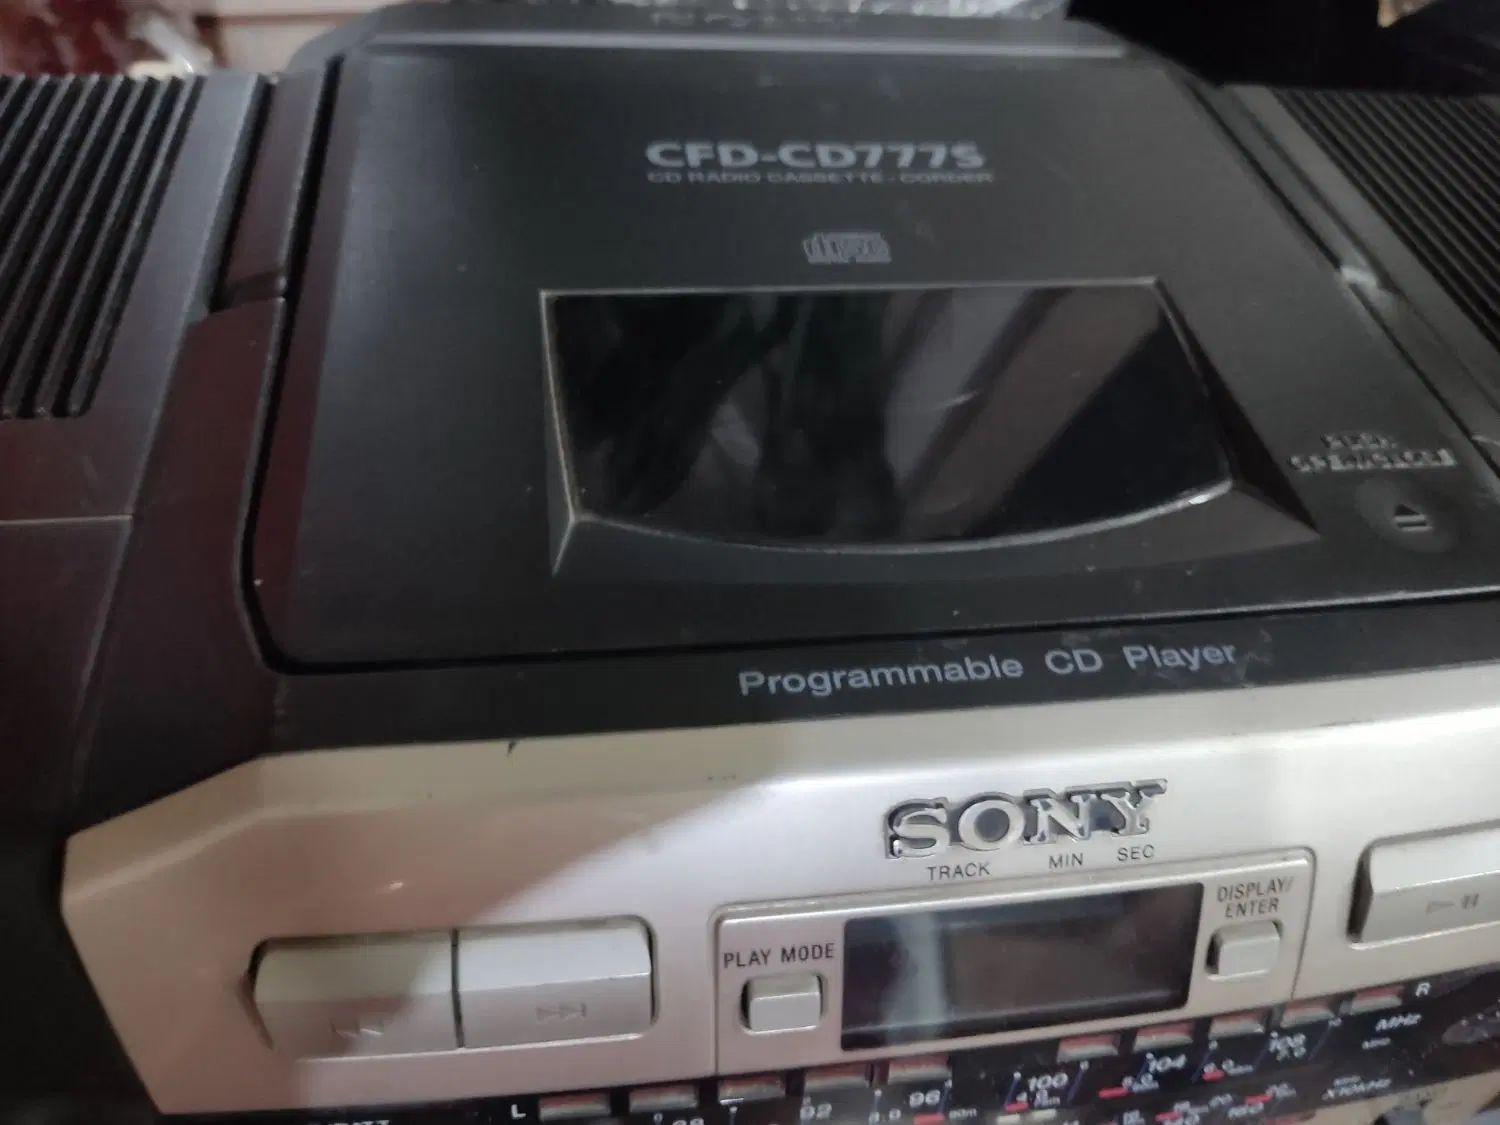 CFD-CD777S
CD RADIO CASSETTE-CORDER
Programmable CD Player
SONY
TRACK MIN SEC
DISPLAY/
ENTER
PLAY MODE
L R
92 96 100 104 108 MHz